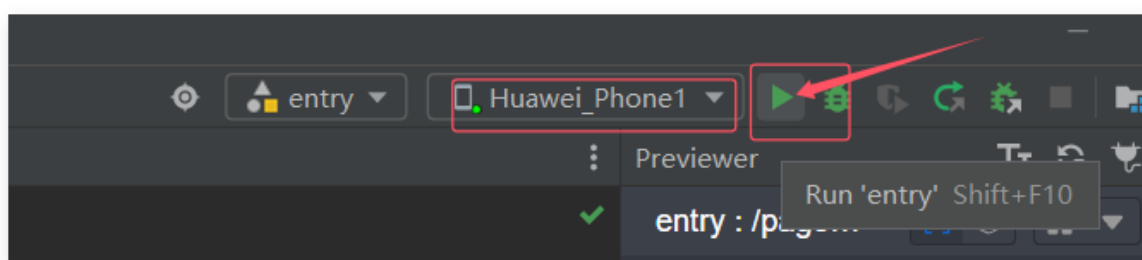 entry Huawei_Phone1
Previewer
Run 'entry' Shift+F10
entry : /page...